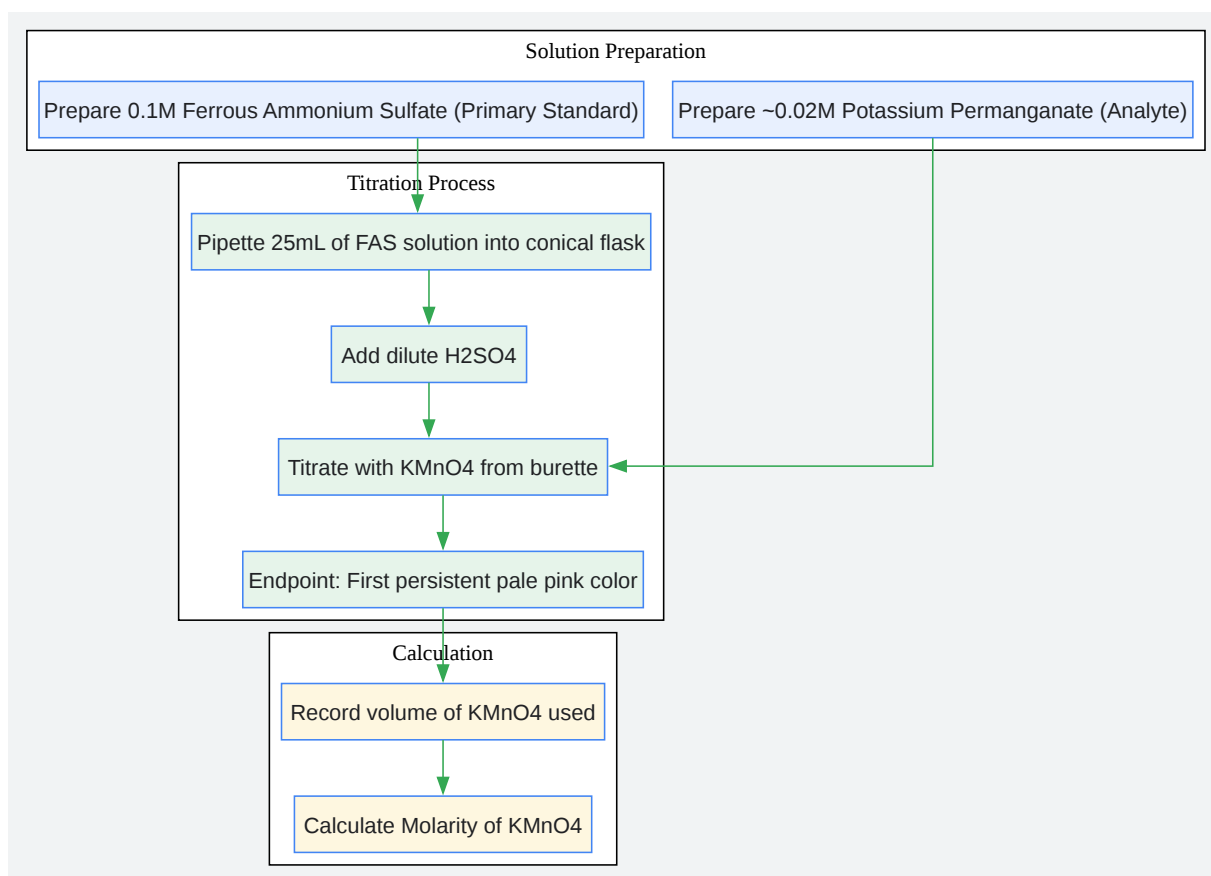 Solution Preparation
Prepare 0.1M Ferrous Ammonium Sulfate (Primary Standard)
Prepare ~0.02M Potassium Permanganate (Analyte)
Titration Process
Pipette 25mL of FAS solution into conical flask
Add dilute H2SO4
Titrate with KMnO4 from burette
Endpoint: First persistent pale pink color
Calculation
Record volume of KMnO4 used
Calculate Molarity of KMnO4